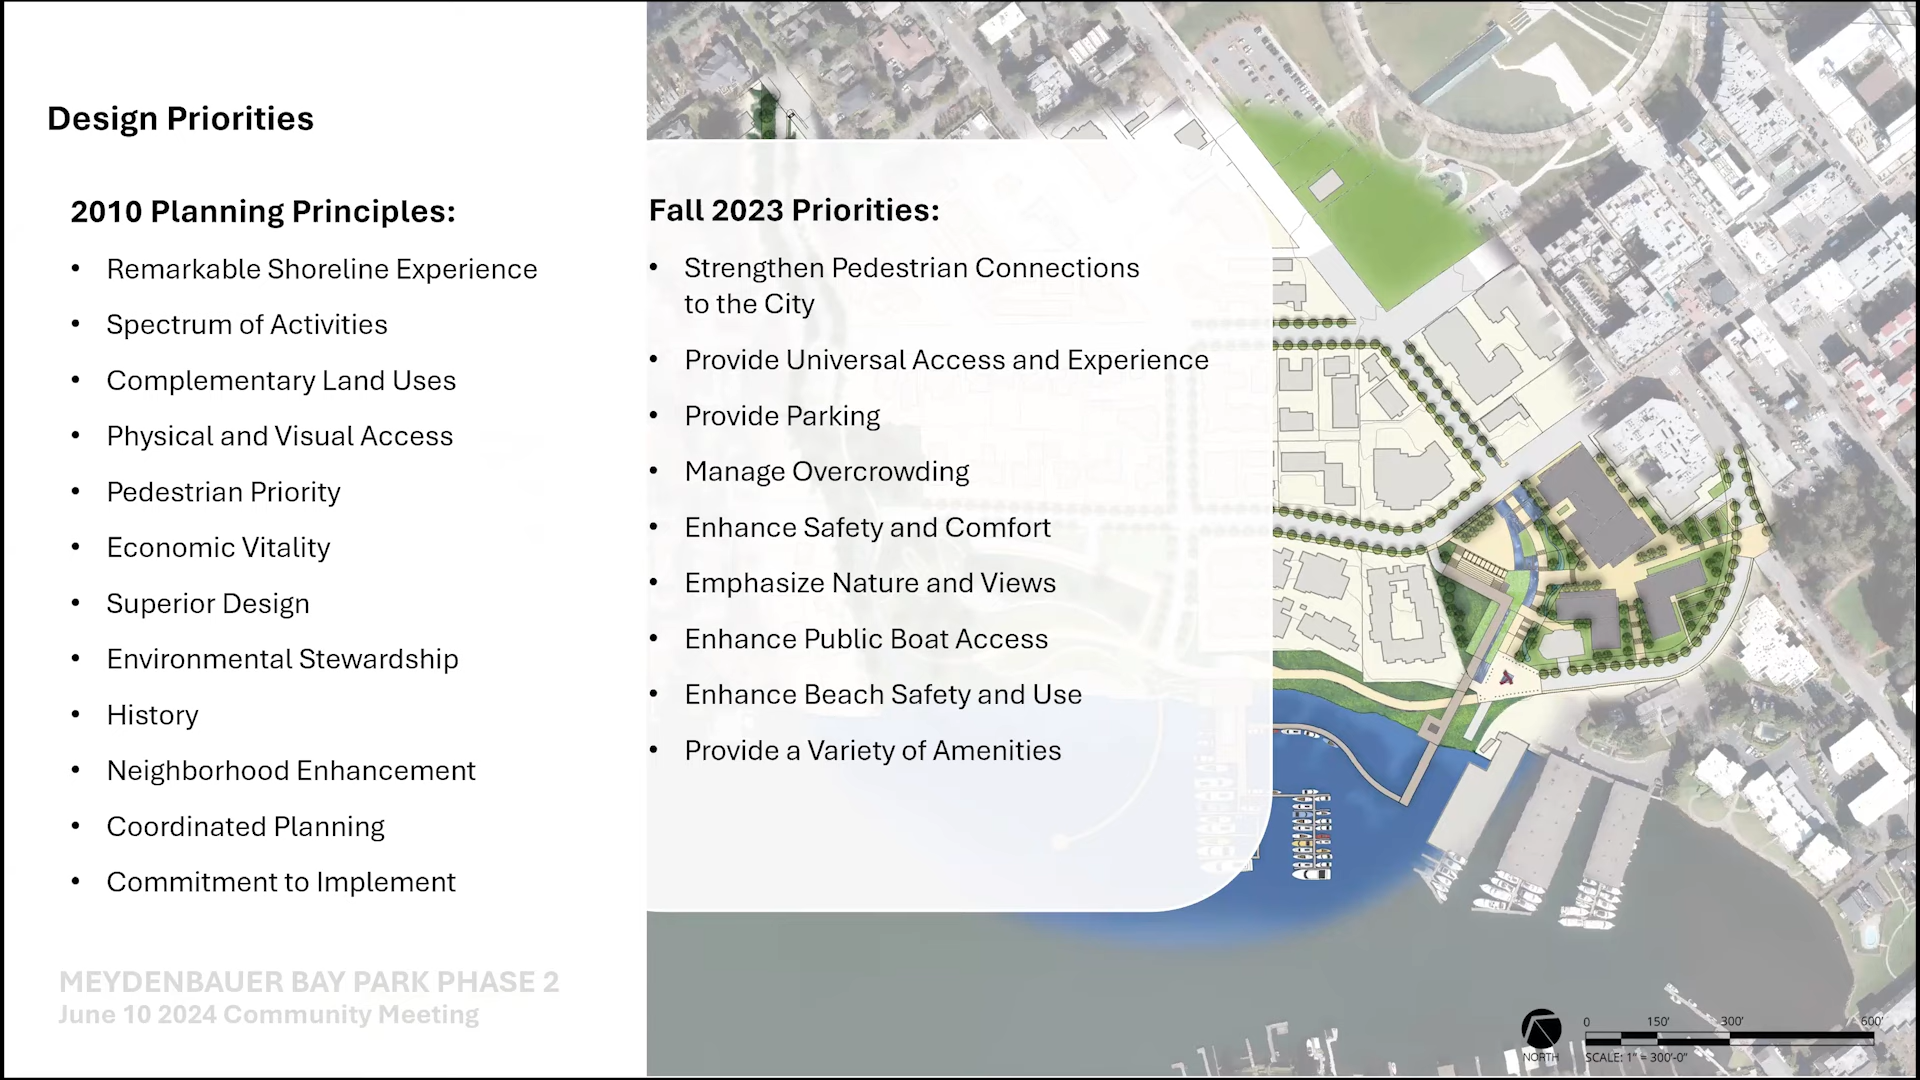 Design Priorities
2010 Planning Principles:
• Remarkable Shoreline Experience
• Spectrum of Activities
• Complementary Land Uses
• Physical and Visual Access
• Pedestrian Priority
• Economic Vitality
• Superior Design
• Environmental Stewardship
• History
• Neighborhood Enhancement
• Coordinated Planning
• Commitment to Implement
Fall 2023 Priorities:
• Strengthen Pedestrian Connections
to the City
• Provide Universal Access and Experience
• Provide Parking
• Manage Overcrowding
• Enhance Safety and Comfort
• Emphasize Nature and Views
• Enhance Public Boat Access
• Enhance Beach Safety and Use
• Provide a Variety of Amenities
MEYDENBAUER BAY PARK PHASE 2
June 10 2024 Community Meeting
NORTH
0 150' 300' 600'
SCALE: 1" = 300'-0"